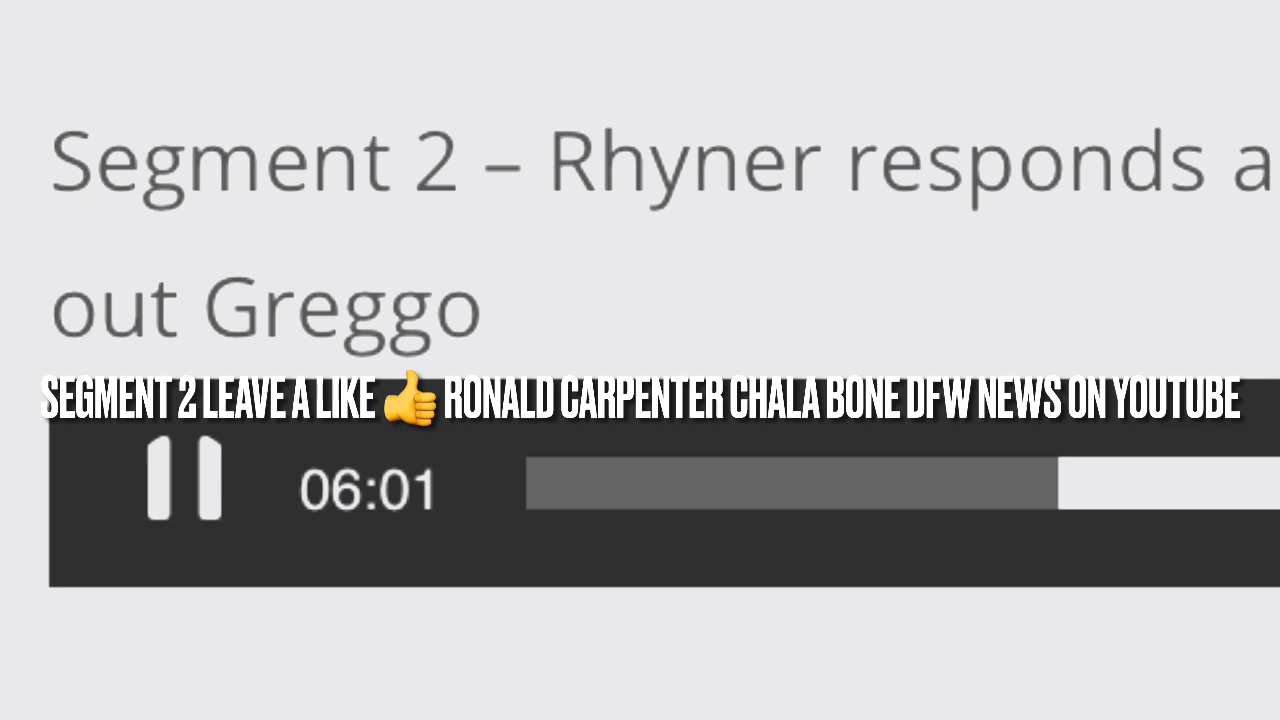 Segment 2 – Rhyner responds a
out Greggo
SEGMENT 2 LEAVE A LIKE 👍 RONALD CARPENTER CHALA BONE DFW NEWS ON YOUTUBE
06:01